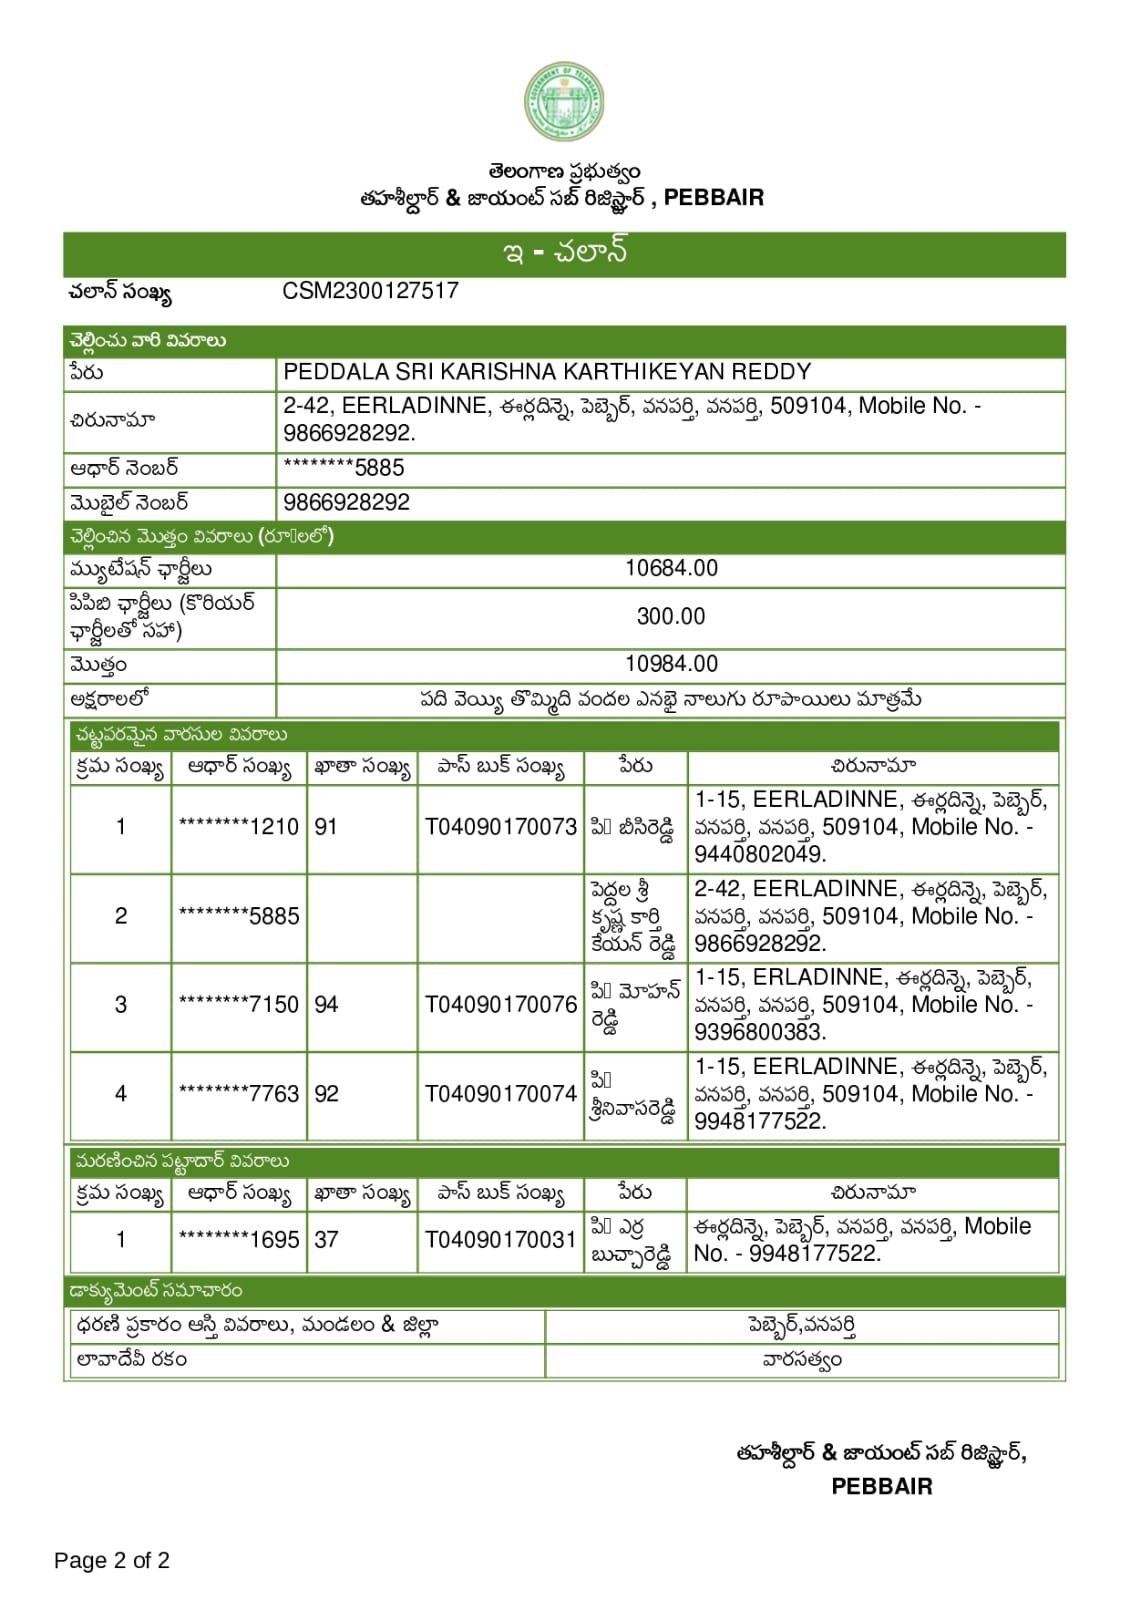 GOVERNMENT OF TELANGANA
తెలంగాణ ప్రభుత్వం
తహశీల్దార్ & జాయంట్ సబ్ రిజిస్ట్రార్ , PEBBAIR
ఇ - చలాన్
చలాన్ సంఖ్య CSM2300127517
చెల్లించు వారి వివరాలు
పేరు PEDDALA SRI KARISHNA KARTHIKEYAN REDDY
చిరునామా 2-42, EERLADINNE, ఈర్లదిన్నె, పెబ్బెర్, వనపర్తి, వనపర్తి, 509104, Mobile No. -
9866928292.
ఆధార్ నెంబర్ ********5885
మొబైల్ నెంబర్ 9866928292
చెల్లించిన మొత్తం వివరాలు (రూ▯లలో)
మ్యుటేషన్ ఛార్జీలు 10684.00
పిపిబి ఛార్జీలు (కొరియర్
ఛార్జీలతో సహా) 300.00
మొత్తం 10984.00
అక్షరాలలో పది వెయ్యి తొమ్మిది వందల ఎనభై నాలుగు రూపాయిలు మాత్రమే
చట్టపరమైన వారసుల వివరాలు
క్రమ సంఖ్య ఆధార్ సంఖ్య ఖాతా సంఖ్య పాస్ బుక్ సంఖ్య పేరు చిరునామా
1 ********1210 91 T04090170073 పి▯ బీసిరెడ్డి 1-15, EERLADINNE, ఈర్లదిన్నె, పెబ్బెర్,
వనపర్తి, వనపర్తి, 509104, Mobile No. -
9440802049.
2 ********5885 పెద్దల శ్రీ
కృష్ణ కార్తి
కేయన్ రెడ్డి 2-42, EERLADINNE, ఈర్లదిన్నె, పెబ్బెర్,
వనపర్తి, వనపర్తి, 509104, Mobile No. -
9866928292.
3 ********7150 94 T04090170076 పి▯ మోహన్
రెడ్డి 1-15, ERLADINNE, ఈర్లదిన్నె, పెబ్బెర్,
వనపర్తి, వనపర్తి, 509104, Mobile No. -
9396800383.
4 ********7763 92 T04090170074 పి▯
శ్రీనివాసరెడ్డి 1-15, EERLADINNE, ఈర్లదిన్నె, పెబ్బెర్,
వనపర్తి, వనపర్తి, 509104, Mobile No. -
9948177522.
మరణించిన పట్టాదార్ వివరాలు
క్రమ సంఖ్య ఆధార్ సంఖ్య ఖాతా సంఖ్య పాస్ బుక్ సంఖ్య పేరు చిరునామా
1 ********1695 37 T04090170031 పి▯ ఎర్ర
బుచ్చారెడ్డి ఈర్లదిన్నె, పెబ్బెర్, వనపర్తి, వనపర్తి, Mobile
No. - 9948177522.
డాక్యుమెంట్ సమాచారం
ధరణి ప్రకారం ఆస్తి వివరాలు, మండలం & జిల్లా పెబ్బెర్,వనపర్తి
లావాదేవీ రకం వారసత్వం
తహశీల్దార్ & జాయంట్ సబ్ రిజిస్ట్రార్,
PEBBAIR
Page 2 of 2